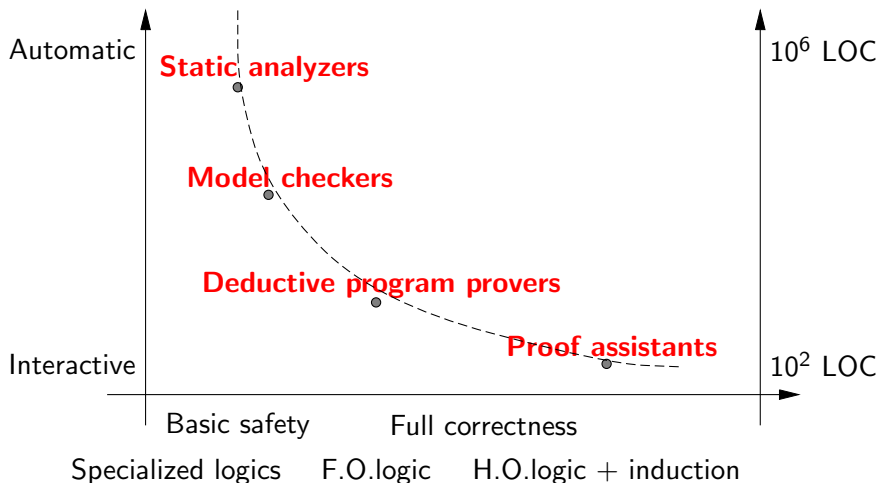 Automatic
10⁶ LOC
Static analyzers
Model checkers
Deductive program provers
Proof assistants
Interactive
10² LOC
Basic safety Full correctness
Specialized logics F.O.logic H.O.logic + induction